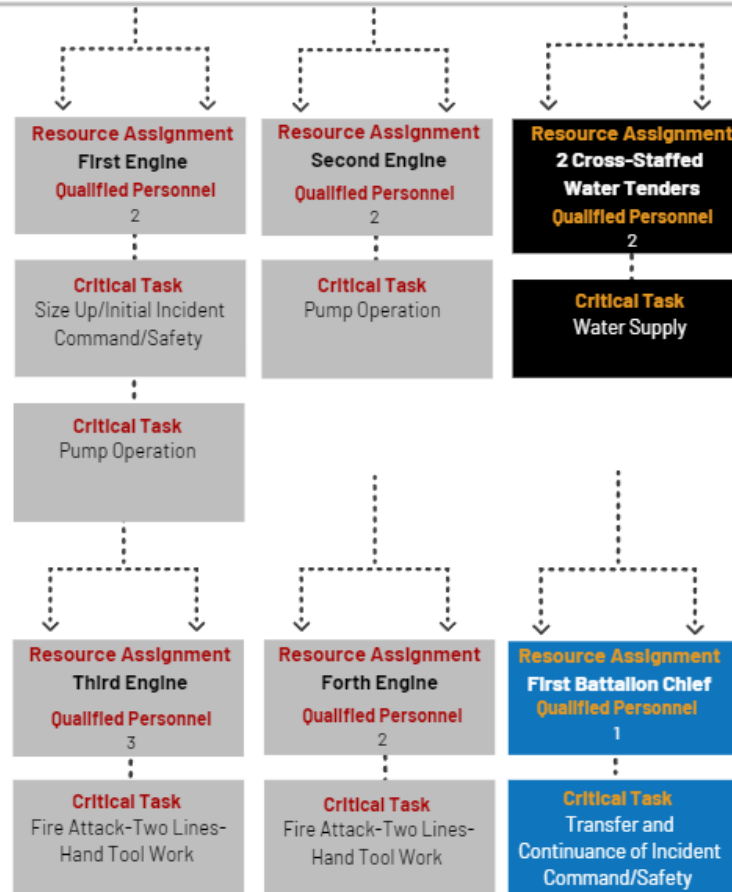 Resource Assignment
First Engine
Qualified Personnel
2
Critical Task
Size Up/Initial Incident
Command/Safety
Critical Task
Pump Operation
Resource Assignment
Second Engine
Qualified Personnel
2
Critical Task
Pump Operation
Resource Assignment
2 Cross-Staffed
Water Tenders
Qualified Personnel
2
Critical Task
Water Supply
Resource Assignment
Third Engine
Qualified Personnel
3
Critical Task
Fire Attack-Two Lines-
Hand Tool Work
Resource Assignment
Forth Engine
Qualified Personnel
2
Critical Task
Fire Attack-Two Lines-
Hand Tool Work
Resource Assignment
First Battalion Chief
Qualified Personnel
1
Critical Task
Transfer and
Continuance of Incident
Command/Safety